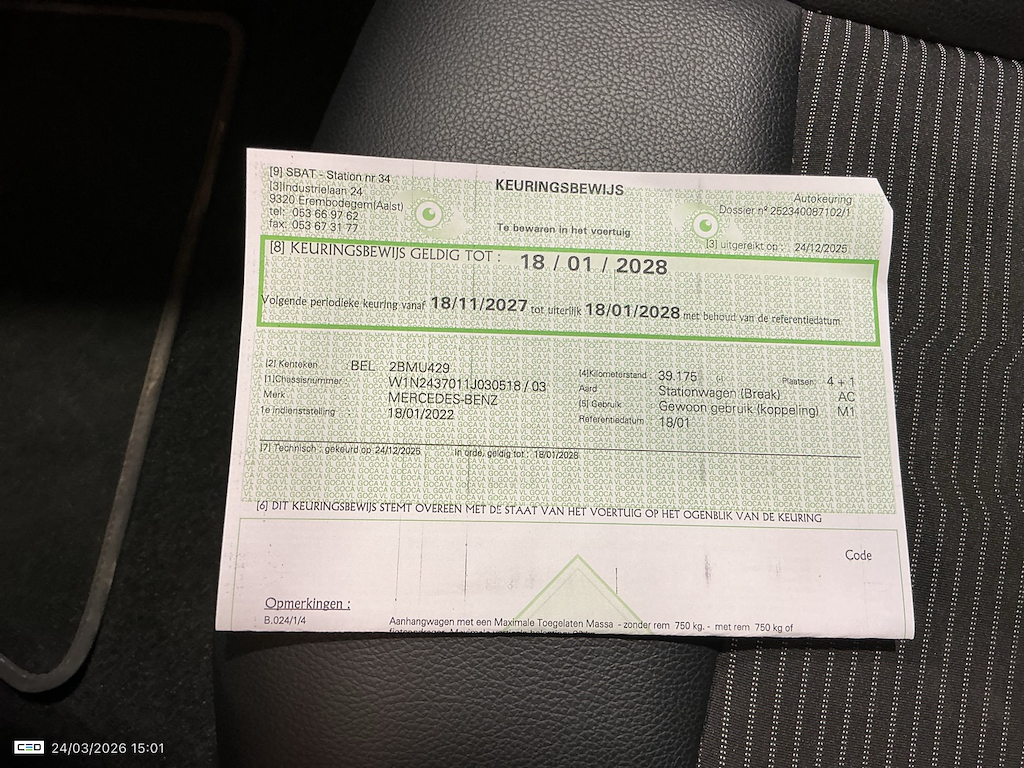 [9] SBAT - Station nr 34
[3]Industrielaan 24
9320 Erembodegem(Aalst)
tel: 053 66 97 62
fax: 053 67 31 77
KEURINGSBEWIJS
Te bewaren in het voertuig
Autokeuring
Dossier nº 252340087102/1
[3] uitgereikt op : 24/12/2025
[8] KEURINGSBEWIJS GELDIG TOT : 18 / 01 / 2028
Volgende periodieke keuring vanaf 18/11/2027 tot uiterlijk 18/01/2028 met behoud van de referentiedatum
[2] Kenteken BEL 2BMU429
[1]Chassisnummer : W1N2437011J030518 / 03
Merk MERCEDES-BENZ
1e indienststelling : 18/01/2022
[4]Kilometerstand 39.175 Plaatsen: 4 + 1
Aard Stationwagen (Break) AC
[5] Gebruik Gewoon gebruik (koppeling) M1
Referentiedatum 18/01
[7] Technisch : gekeurd op 24/12/2025 In orde, geldig tot : 18/01/2028
[6] DIT KEURINGSBEWIJS STEMT OVEREEN MET DE STAAT VAN HET VOERTUIG OP HET OGENBLIK VAN DE KEURING
Code
Opmerkingen :
B.024/1/4 Aanhangwagen met een Maximale Toegelaten Massa - zonder rem 750 kg. - met rem 750 kg of
CEO 24/03/2026 15:01